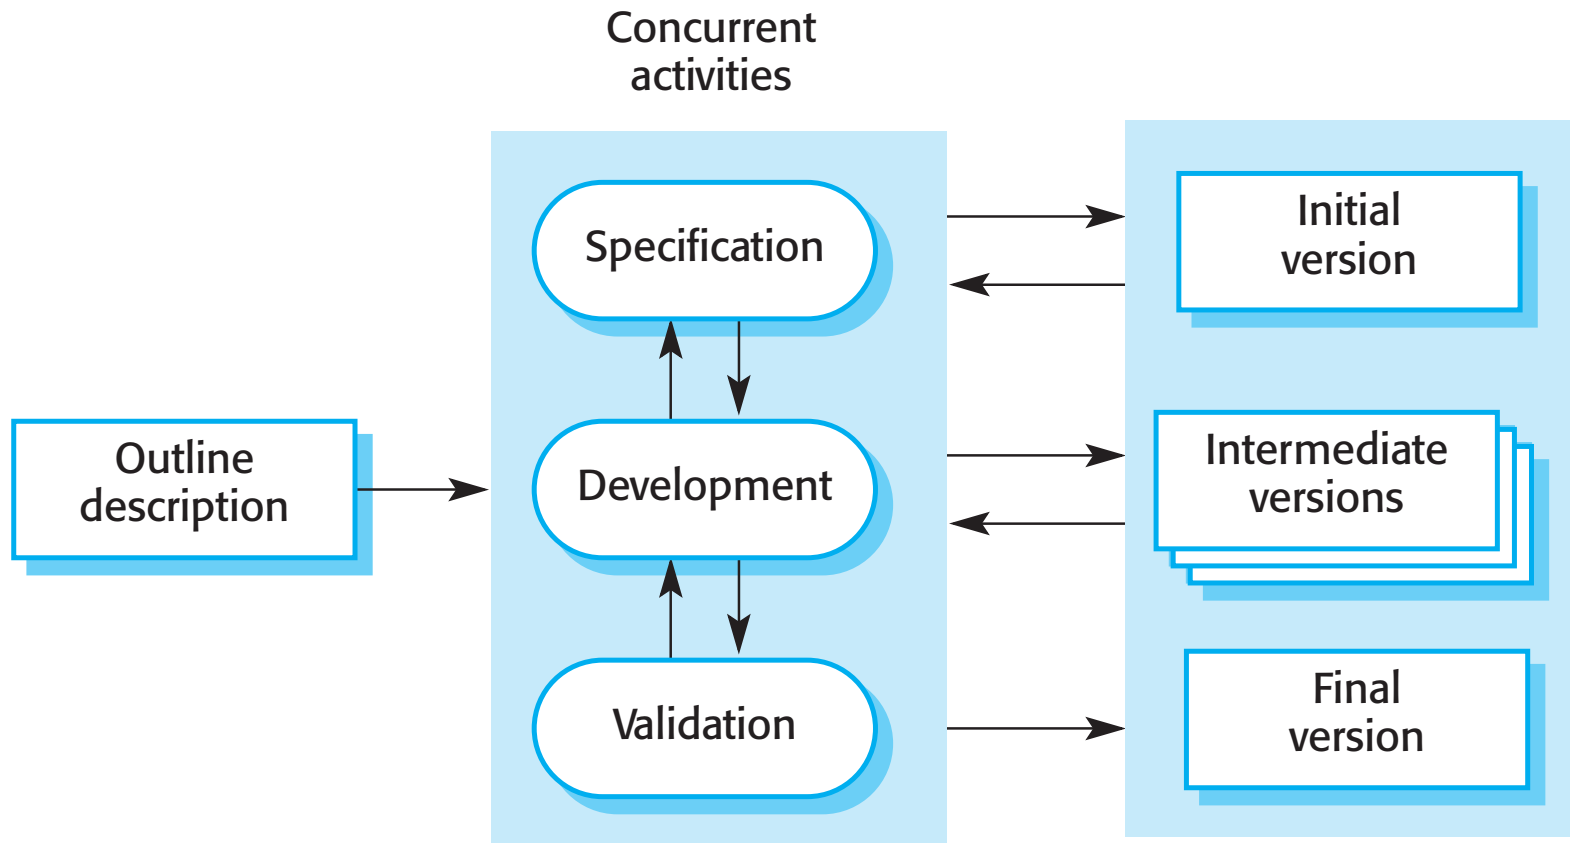 Concurrent
activities
Outline
description
Specification
Development
Validation
Initial
version
Intermediate
versions
Final
version